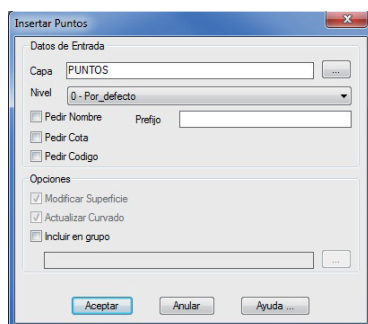 Insertar Puntos
Datos de Entrada
Capa PUNTOS ...
Nivel 0 - Por_defecto
Pedir Nombre Prefijo
Pedir Cota
Pedir Codigo
Opciones
Modificar Superficie
Actualizar Curvado
Incluir en grupo
...
Aceptar Anular Ayuda ...